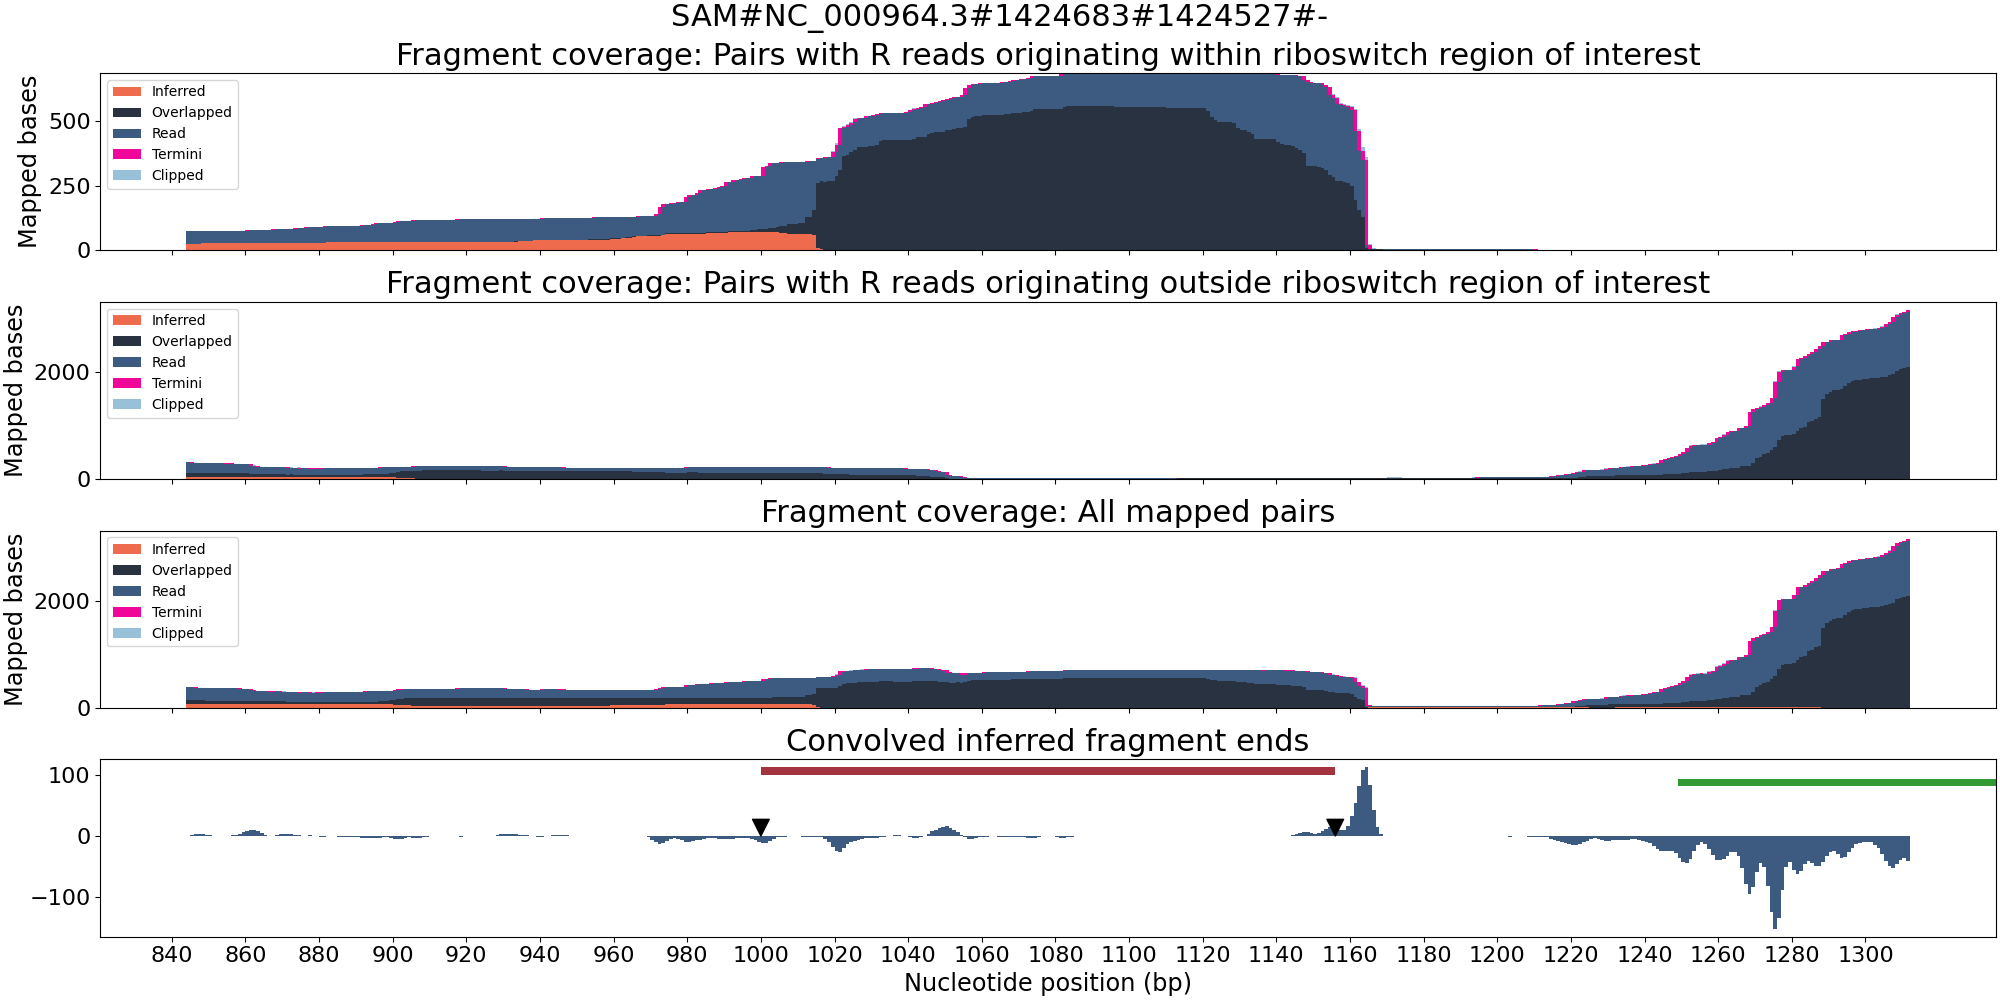 SAM#NC_000964.3#1424683#1424527#-
Fragment coverage: Pairs with R reads originating within riboswitch region of interest
Mapped bases
500
250
0
Inferred
Overlapped
Read
Termini
Clipped
Fragment coverage: Pairs with R reads originating outside riboswitch region of interest
Mapped bases
2000
0
Inferred
Overlapped
Read
Termini
Clipped
Fragment coverage: All mapped pairs
Mapped bases
2000
0
Inferred
Overlapped
Read
Termini
Clipped
Convolved inferred fragment ends
100
0
−100
840 860 880 900 920 940 960 980 1000 1020 1040 1060 1080 1100 1120 1140 1160 1180 1200 1220 1240 1260 1280 1300
Nucleotide position (bp)